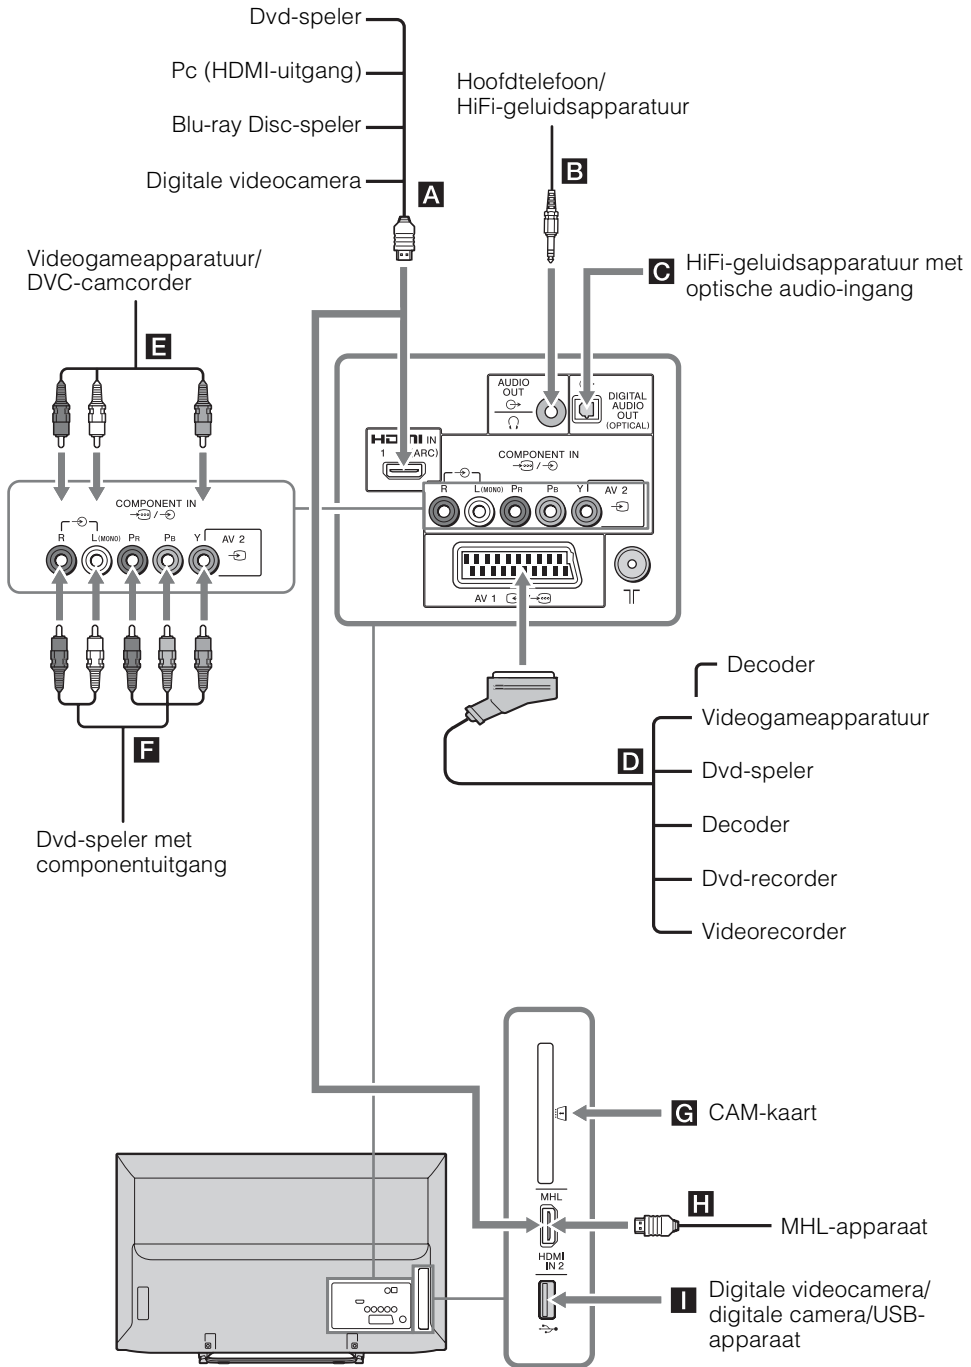 Dvd-speler
Pc (HDMI-uitgang)
Blu-ray Disc-speler
Digitale videocamera
A
Hoofdtelefoon/
HiFi-geluidsapparatuur
B
C HiFi-geluidsapparatuur met
optische audio-ingang
Videogameapparatuur/
DVC-camcorder
E
AUDIO
OUT
DIGITAL
AUDIO
OUT
(OPTICAL)
HDMI IN
1 ARC)
COMPONENT IN
R L(MONO) PR PB Y AV 2
AV 1
COMPONENT IN
R L(MONO) PR PB Y AV 2
F
Dvd-speler met
componentuitgang
D
Decoder
Videogameapparatuur
Dvd-speler
Decoder
Dvd-recorder
Videorecorder
G CAM-kaart
MHL
HDMI
IN 2
H
MHL-apparaat
I Digitale videocamera/
digitale camera/USB-
apparaat